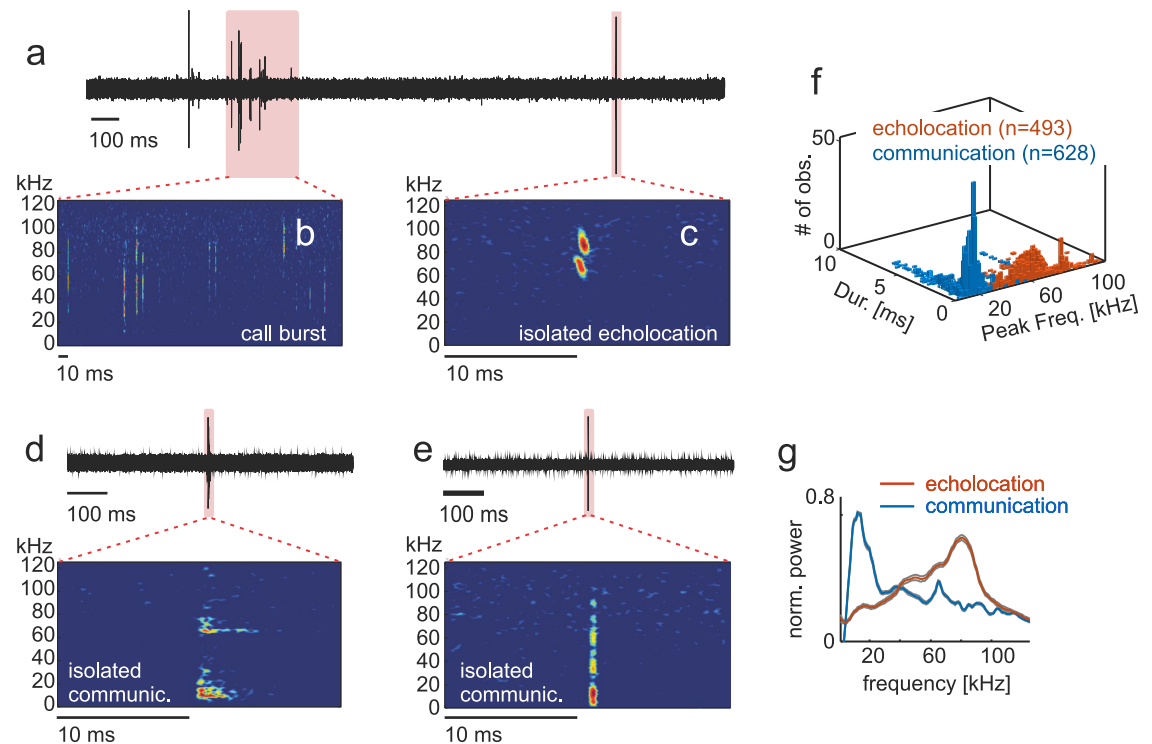 a
100 ms
kHz
120
100
80
60
40
20
0
b
call burst
10 ms
kHz
120
100
80
60
40
20
0
c
isolated echolocation
10 ms
f
echolocation (n=493)
communication (n=628)
# of obs.
50
0
10
5
0
Dur. [ms]
20
60
100
Peak Freq. [kHz]
d
100 ms
kHz
120
100
80
60
40
20
0
isolated
communic.
10 ms
e
100 ms
kHz
120
100
80
60
40
20
0
isolated
communic.
10 ms
g
echolocation
communication
0.8
0
norm. power
20
60
100
frequency [kHz]